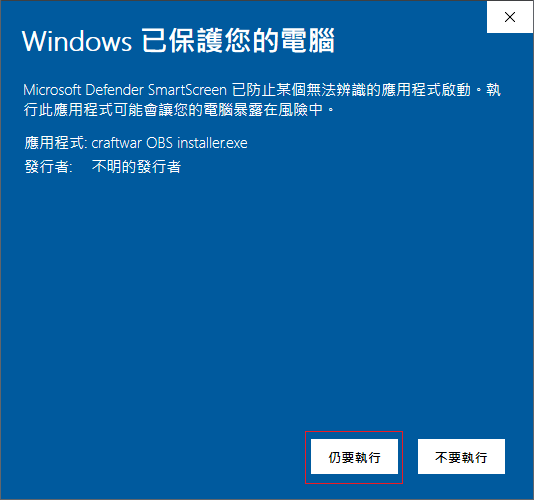 Windows 已保護您的電腦
Microsoft Defender SmartScreen 已防止某個無法辨識的應用程式啟動。執
行此應用程式可能會讓您的電腦暴露在風險中。
應用程式: craftwar OBS installer.exe
發行者: 不明的發行者
仍要執行 不要執行